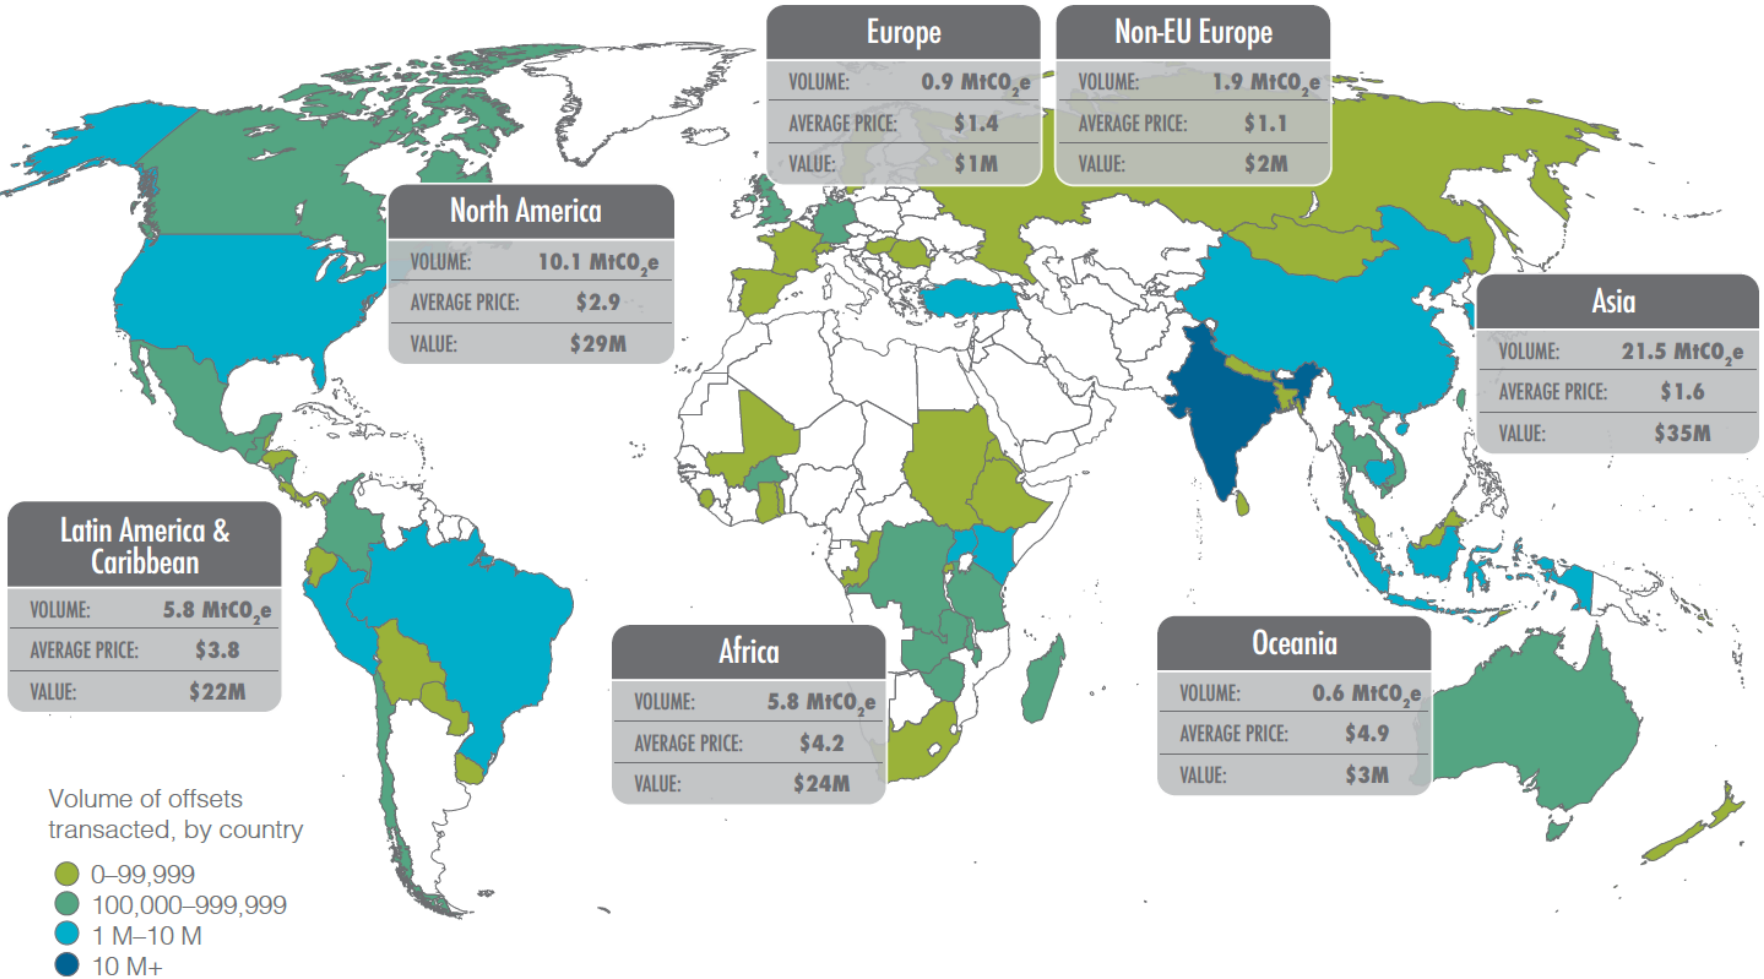 Europe
VOLUME: 0.9 MtCO₂e
AVERAGE PRICE: $1.4
VALUE: $1M
Non-EU Europe
VOLUME: 1.9 MtCO₂e
AVERAGE PRICE: $1.1
VALUE: $2M
North America
VOLUME: 10.1 MtCO₂e
AVERAGE PRICE: $2.9
VALUE: $29M
Asia
VOLUME: 21.5 MtCO₂e
AVERAGE PRICE: $1.6
VALUE: $35M
Latin America &
Caribbean
VOLUME: 5.8 MtCO₂e
AVERAGE PRICE: $3.8
VALUE: $22M
Africa
VOLUME: 5.8 MtCO₂e
AVERAGE PRICE: $4.2
VALUE: $24M
Oceania
VOLUME: 0.6 MtCO₂e
AVERAGE PRICE: $4.9
VALUE: $3M
Volume of offsets
transacted, by country
0–99,999
100,000–999,999
1 M–10 M
10 M+